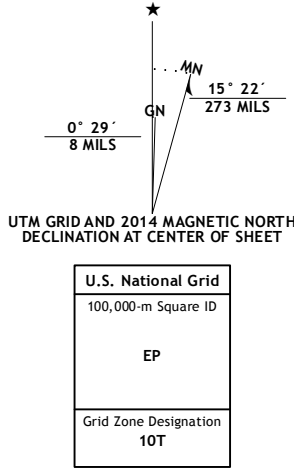 MN
15° 22´
273 MILS
GN
0° 29´
8 MILS
UTM GRID AND 2014 MAGNETIC NORTH
DECLINATION AT CENTER OF SHEET
U.S. National Grid
100,000-m Square ID
EP
Grid Zone Designation
10T